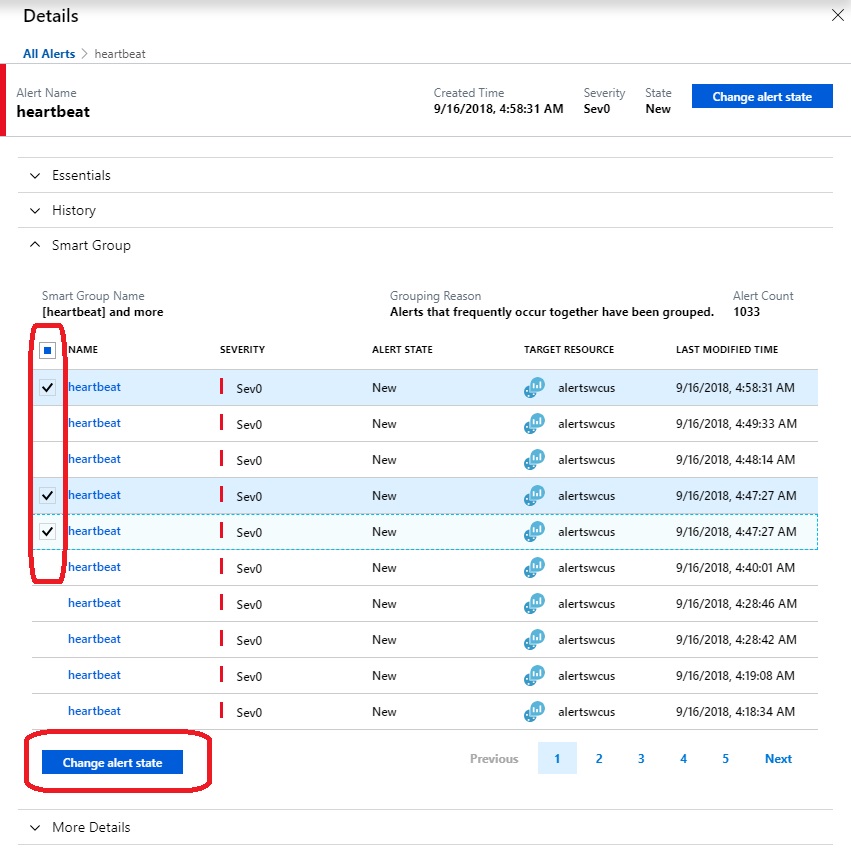 Details
All Alerts > heartbeat
Alert Name Created Time Severity State Change alert state
heartbeat 9/16/2018, 4:58:31 AM Sev0 New
Essentials
History
Smart Group
Smart Group Name Grouping Reason Alert Count
[heartbeat] and more Alerts that frequently occur together have been grouped. 1033
NAME SEVERITY ALERT STATE TARGET RESOURCE LAST MODIFIED TIME
heartbeat Sev0 New alertswcus 9/16/2018, 4:58:31 AM
heartbeat Sev0 New alertswcus 9/16/2018, 4:49:33 AM
heartbeat Sev0 New alertswcus 9/16/2018, 4:48:14 AM
heartbeat Sev0 New alertswcus 9/16/2018, 4:47:27 AM
heartbeat Sev0 New alertswcus 9/16/2018, 4:47:27 AM
heartbeat Sev0 New alertswcus 9/16/2018, 4:40:01 AM
heartbeat Sev0 New alertswcus 9/16/2018, 4:28:46 AM
heartbeat Sev0 New alertswcus 9/16/2018, 4:28:42 AM
heartbeat Sev0 New alertswcus 9/16/2018, 4:19:08 AM
heartbeat Sev0 New alertswcus 9/16/2018, 4:18:34 AM
Change alert state Previous 1 2 3 4 5 Next
More Details